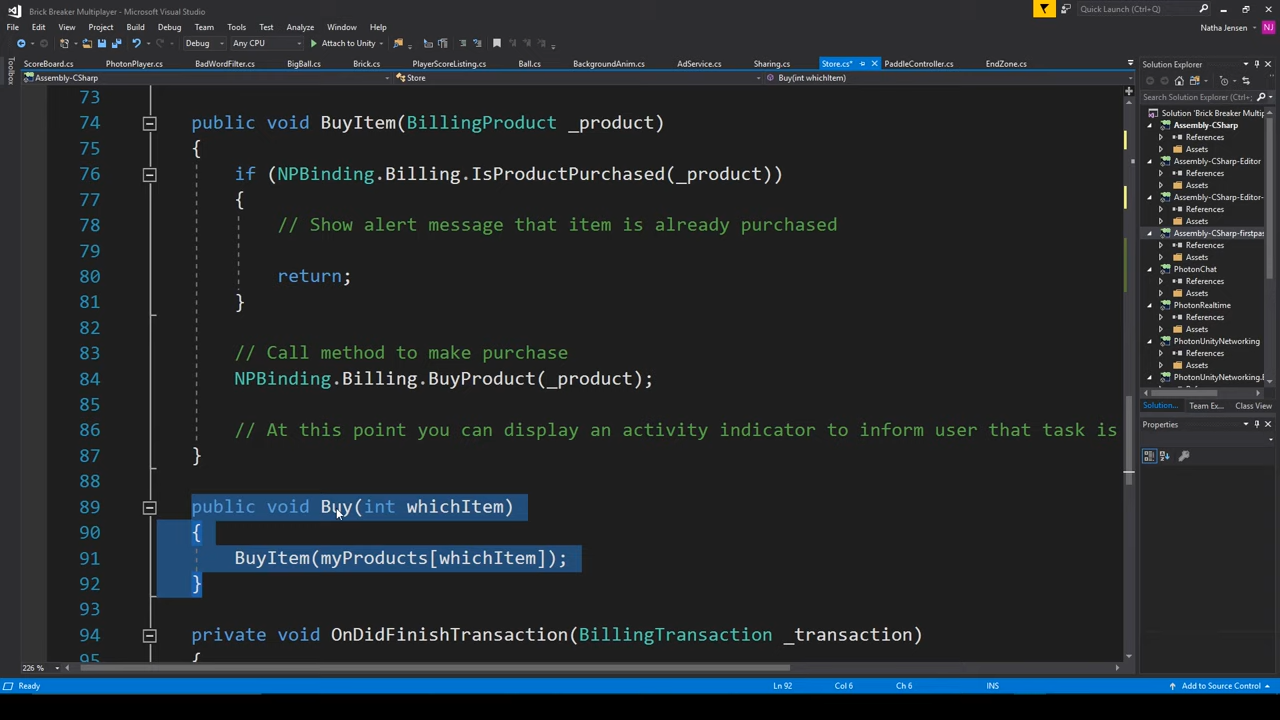 Brick Breaker Multiplayer - Microsoft Visual Studio
Quick Launch (Ctrl+Q)
File Edit View Project Build Debug Team Tools Test Analyze Window Help
Natha Jensen NJ
Debug Any CPU Attach to Unity
Toolbox
ScoreBoard.cs PhotonPlayer.cs BadWordFilter.cs BigBall.cs Brick.cs PlayerScoreListing.cs Ball.cs BackgroundAnim.cs AdService.cs Sharing.cs Store.cs* PaddleController.cs EndZone.cs
Assembly-CSharp Store Buy(int whichItem)
73
74 public void BuyItem(BillingProduct _product)
75 {
76 if (NPBinding.Billing.IsProductPurchased(_product))
77 {
78 // Show alert message that item is already purchased
79
80 return;
81 }
82
83 // Call method to make purchase
84 NPBinding.Billing.BuyProduct(_product);
85
86 // At this point you can display an activity indicator to inform user that task is
87 }
88
89 public void Buy(int whichItem)
90 {
91 BuyItem(myProducts[whichItem]);
92 }
93
94 private void OnDidFinishTransaction(BillingTransaction _transaction)
95 {
226 %
Ready Ln 92 Col 6 Ch 6 INS Add to Source Control
Solution Explorer
Search Solution Explorer (Ctrl+;)
Solution 'Brick Breaker Multip
Assembly-CSharp
References
Assets
Assembly-CSharp-Editor
References
Assets
Assembly-CSharp-Editor-
References
Assets
Assembly-CSharp-firstpas
References
Assets
PhotonChat
References
Assets
PhotonRealtime
References
Assets
PhotonUnityNetworking
References
Assets
PhotonUnityNetworking.E
Solution... Team Ex... Class View
Properties